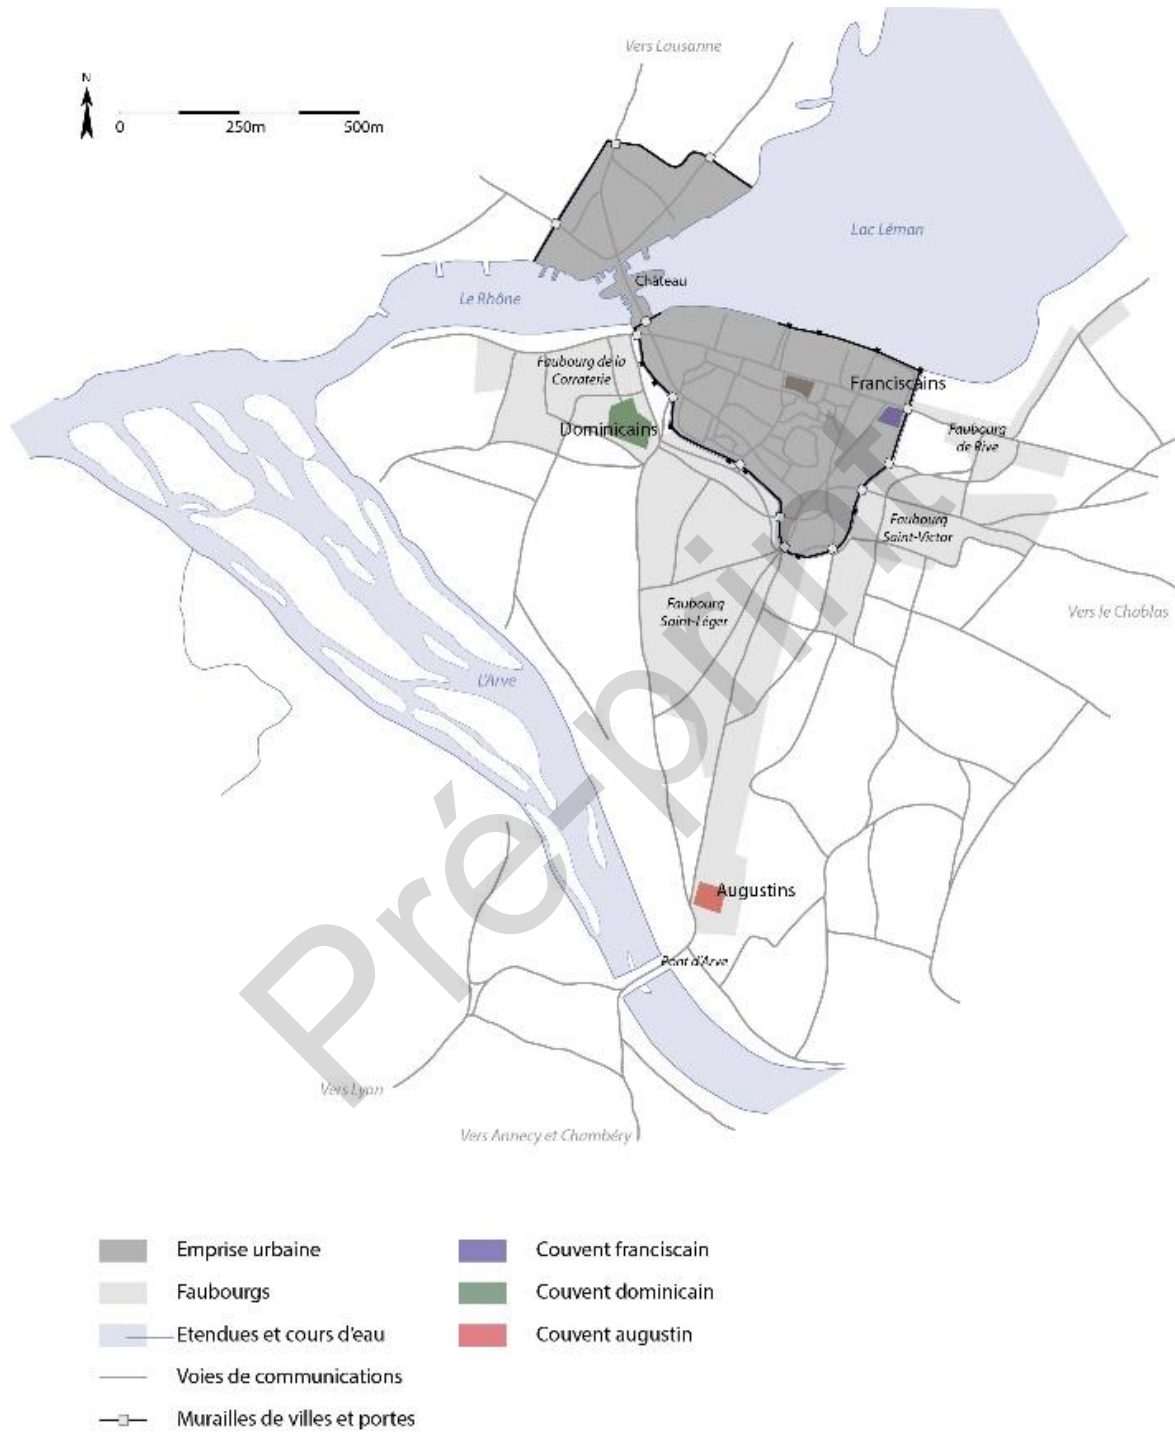 Vers Lausanne
N
0 250m 500m
Lac Léman
Château
Le Rhône
Faubourg de la
Corraterie
Franciscains
Dominicains
Faubourg
de Rive
Faubourg
Saint-Victor
Faubourg
Saint-Léger
Vers le Chablas
L'Arve
Augustins
Pont d'Arve
Vers Lyon
Vers Annecy et Chambéry
Pré-print
Emprise urbaine
Faubourgs
Etendues et cours d'eau
Voies de communications
Murailles de villes et portes
Couvent franciscain
Couvent dominicain
Couvent augustin